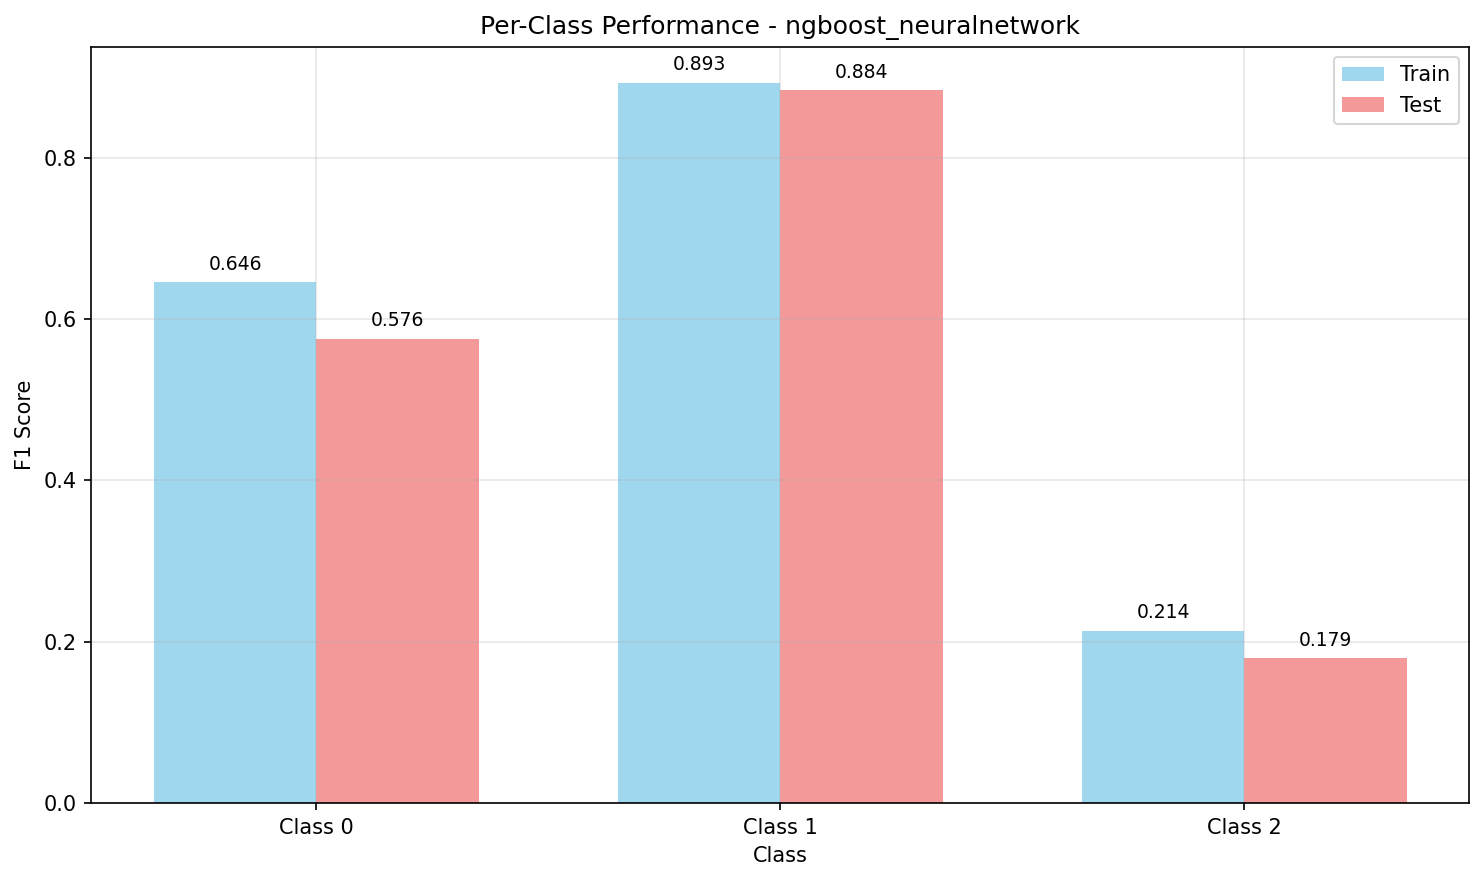 Per-Class Performance - ngboost_neuralnetwork
Train
Test
0.893
0.884
0.646
0.576
0.214
0.179
F1 Score
0.8
0.6
0.4
0.2
0.0
Class 0
Class 1
Class 2
Class